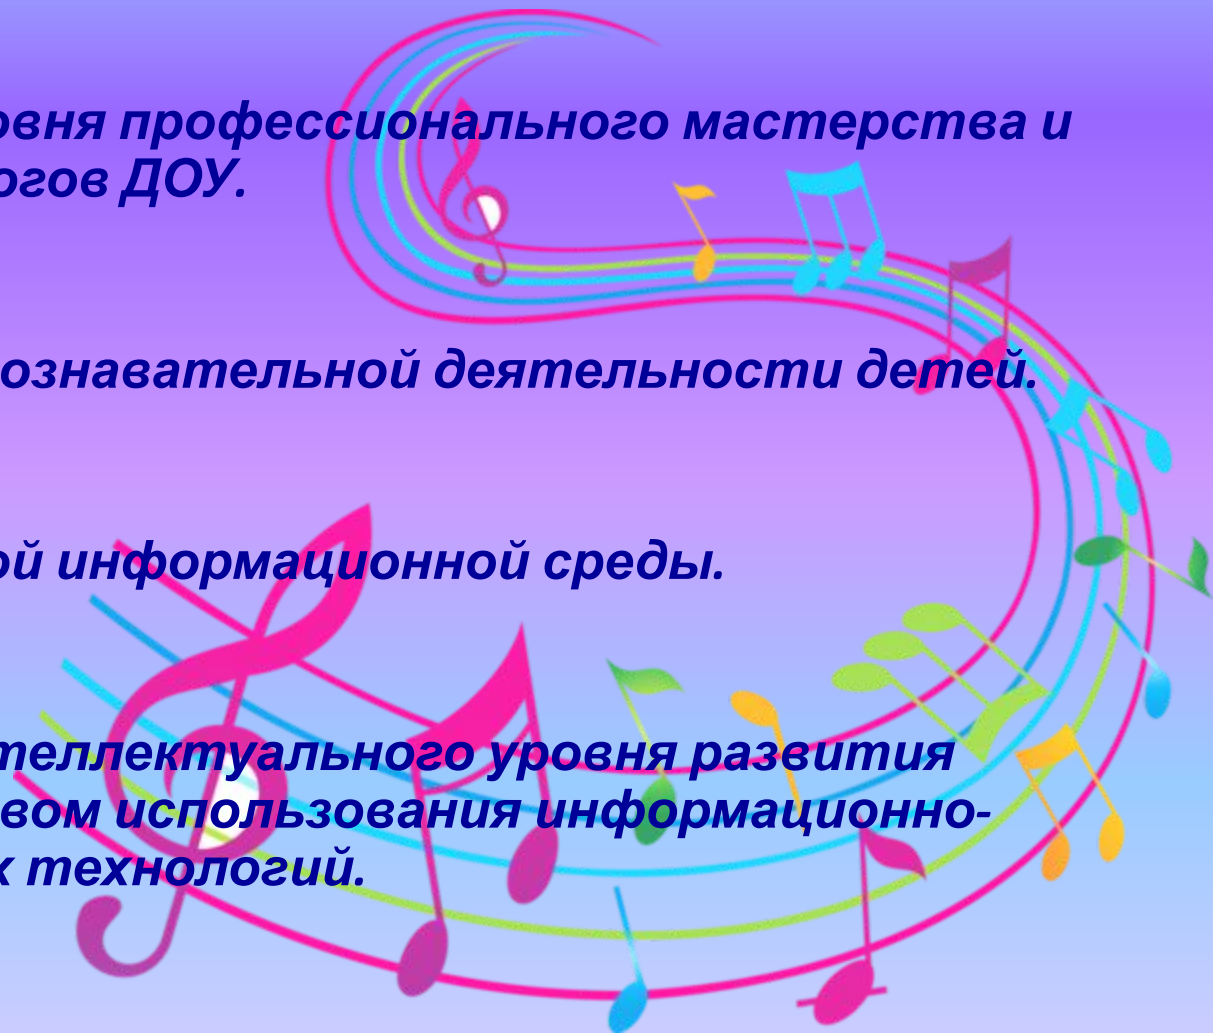 овня профессионального мастерства и
огов ДОУ.
ознавательной деятельности детей.
ой информационной среды.
теллектуального уровня развития
вом использования информационно-
х технологий.